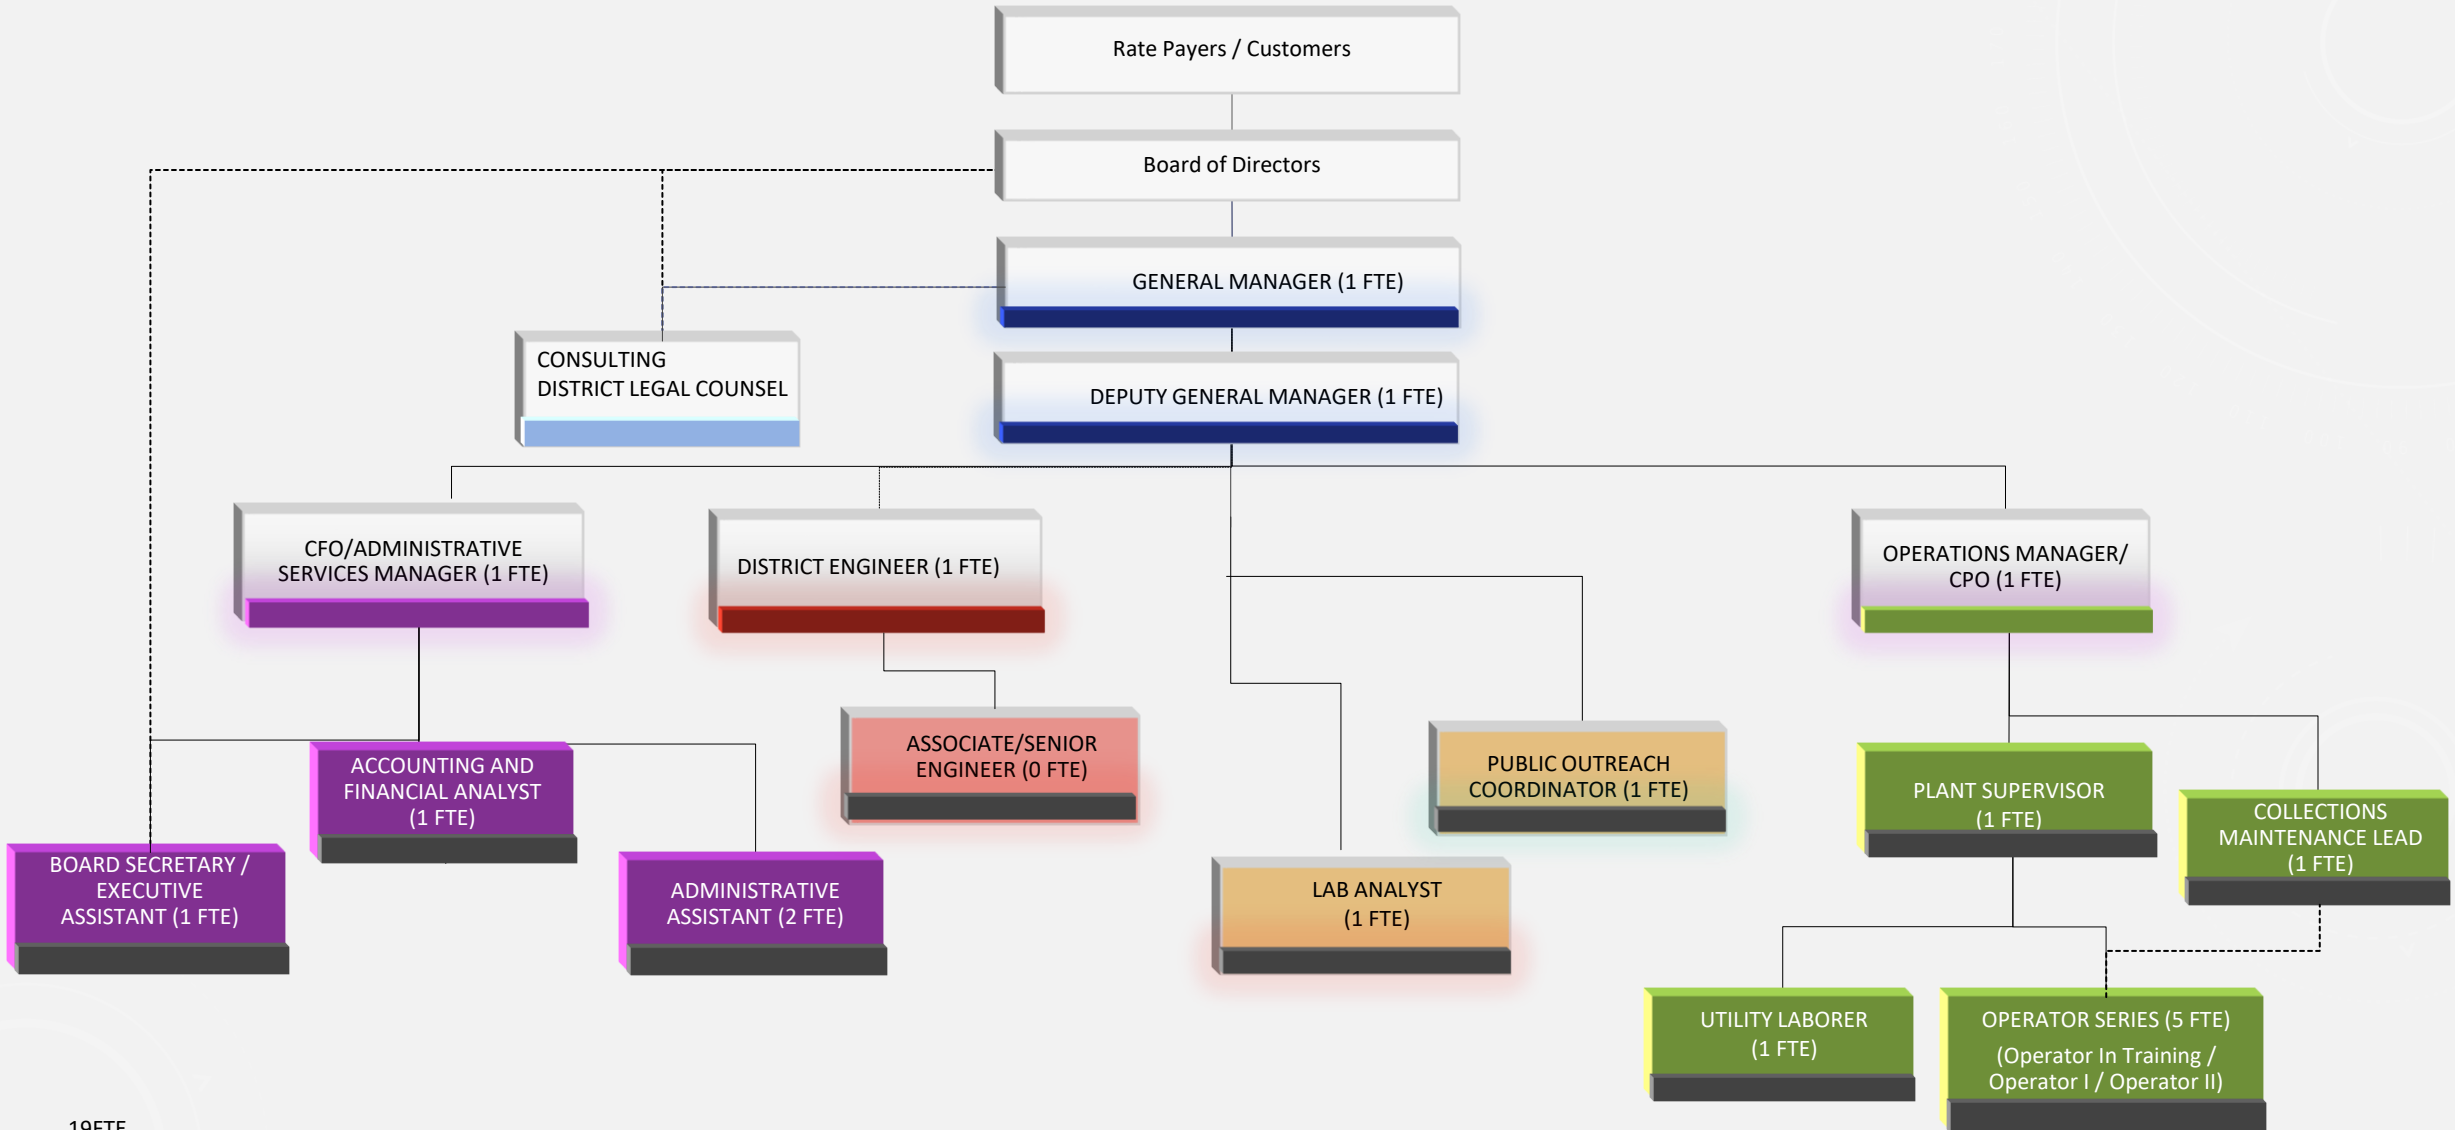 Rate Payers / Customers
Board of Directors
GENERAL MANAGER (1 FTE)
CONSULTING
DISTRICT LEGAL COUNSEL
DEPUTY GENERAL MANAGER (1 FTE)
CFO/ADMINISTRATIVE
SERVICES MANAGER (1 FTE)
DISTRICT ENGINEER (1 FTE)
OPERATIONS MANAGER/
CPO (1 FTE)
ASSOCIATE/SENIOR
ENGINEER (0 FTE)
PUBLIC OUTREACH
COORDINATOR (1 FTE)
ACCOUNTING AND
FINANCIAL ANALYST
(1 FTE)
PLANT SUPERVISOR
(1 FTE)
COLLECTIONS
MAINTENANCE LEAD
(1 FTE)
BOARD SECRETARY /
EXECUTIVE
ASSISTANT (1 FTE)
ADMINISTRATIVE
ASSISTANT (2 FTE)
LAB ANALYST
(1 FTE)
UTILITY LABORER
(1 FTE)
OPERATOR SERIES (5 FTE)
(Operator In Training /
Operator I / Operator II)
19FTE